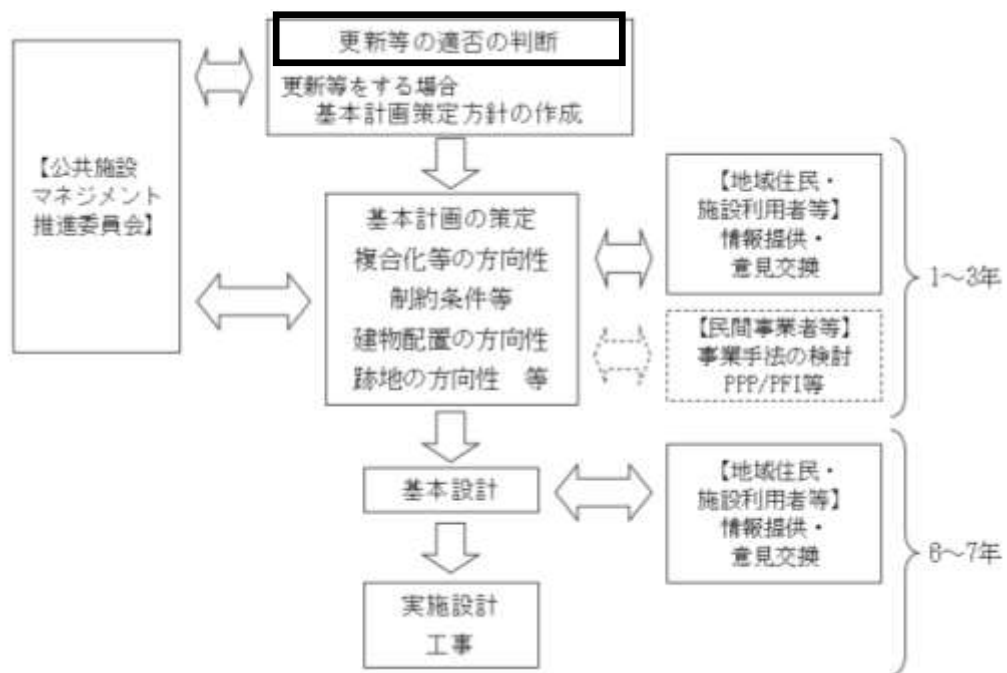 更新等の適否の判断
更新等をする場合
基本計画策定方針の作成
【公共施設
マネジメント
推進委員会】
基本計画の策定
複合化等の方向性
制約条件等
建物配置の方向性
跡地の方向性 等
【地域住民・
施設利用者等】
情報提供・
意見交換
【民間事業者等】
事業手法の検討
PPP/PFI等
1～3年
基本設計
【地域住民・
施設利用者等】
情報提供・
意見交換
6～7年
実施設計
工事